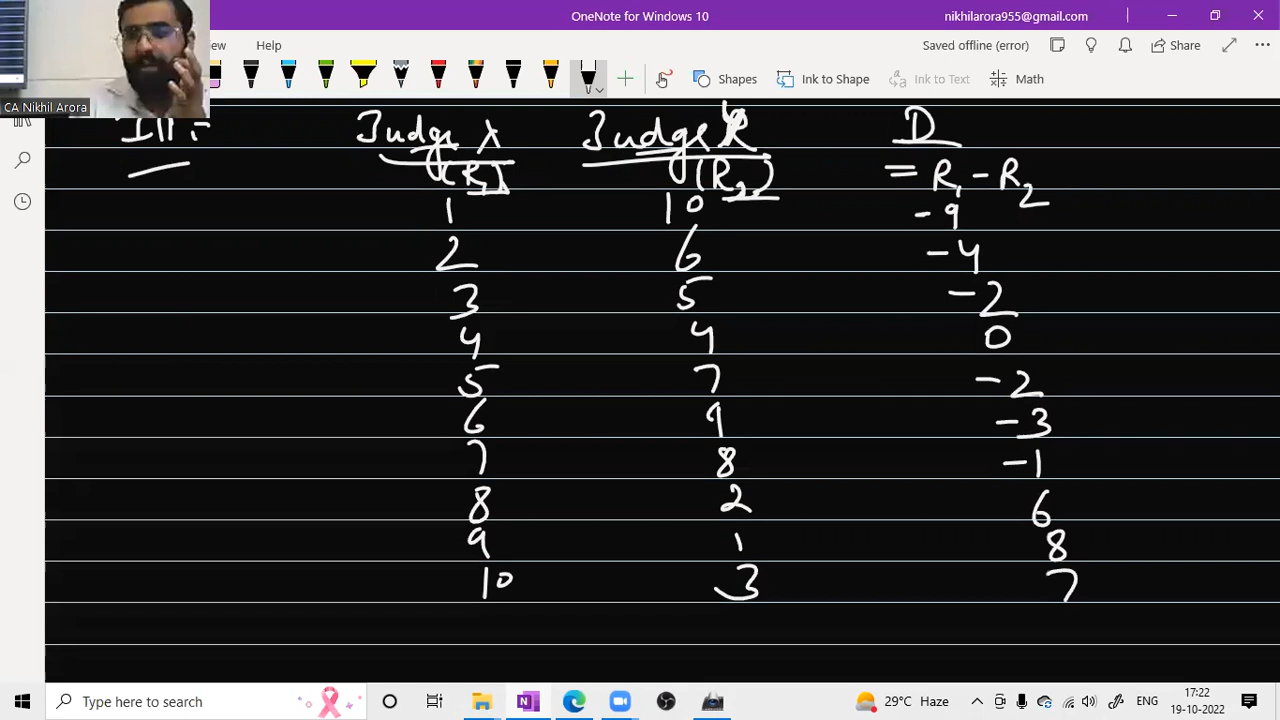 OneNote for Windows 10
nikhilarora955@gmail.com
Help
Saved offline (error)
Share
Shapes
Ink to Shape
Ink to Text
Math
CA Nikhil Arora
Judge X Judge Y D
(R1) (R2) = R1 - R2
1 10 -9
2 6 -4
3 5 -2
4 4 0
5 7 -2
6 9 -3
7 8 -1
8 2 6
9 1 8
10 3 7
Type here to search
29°C Haze
ENG
17:22
19-10-2022